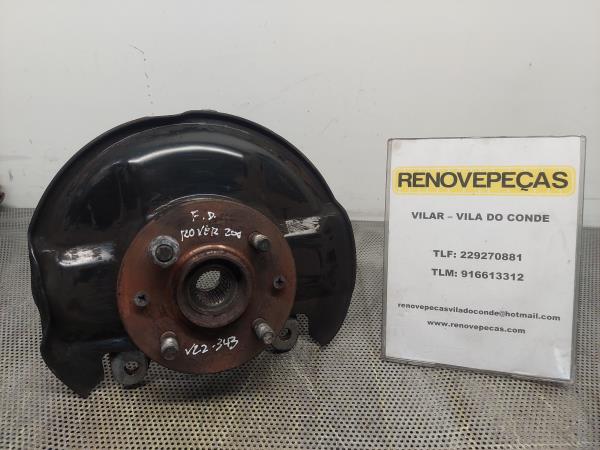 F.D.
ROVER 200
V22-343
RENOVEPEÇAS
VILAR – VILA DO CONDE
TLF: 229270881
TLM: 916613312
renovepecasviladoconde@hotmail.com
www.renovepecas.com